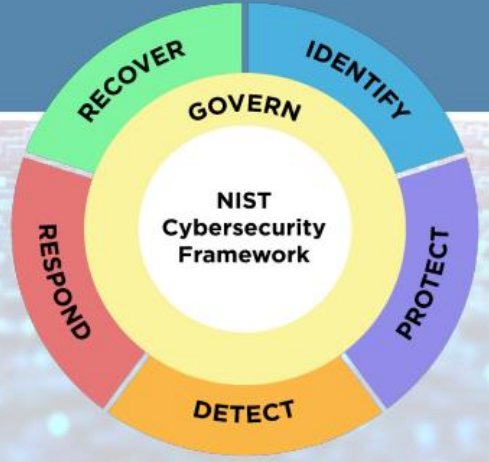 RECOVER
IDENTIFY
GOVERN
NIST
Cybersecurity
Framework
RESPOND
PROTECT
DETECT